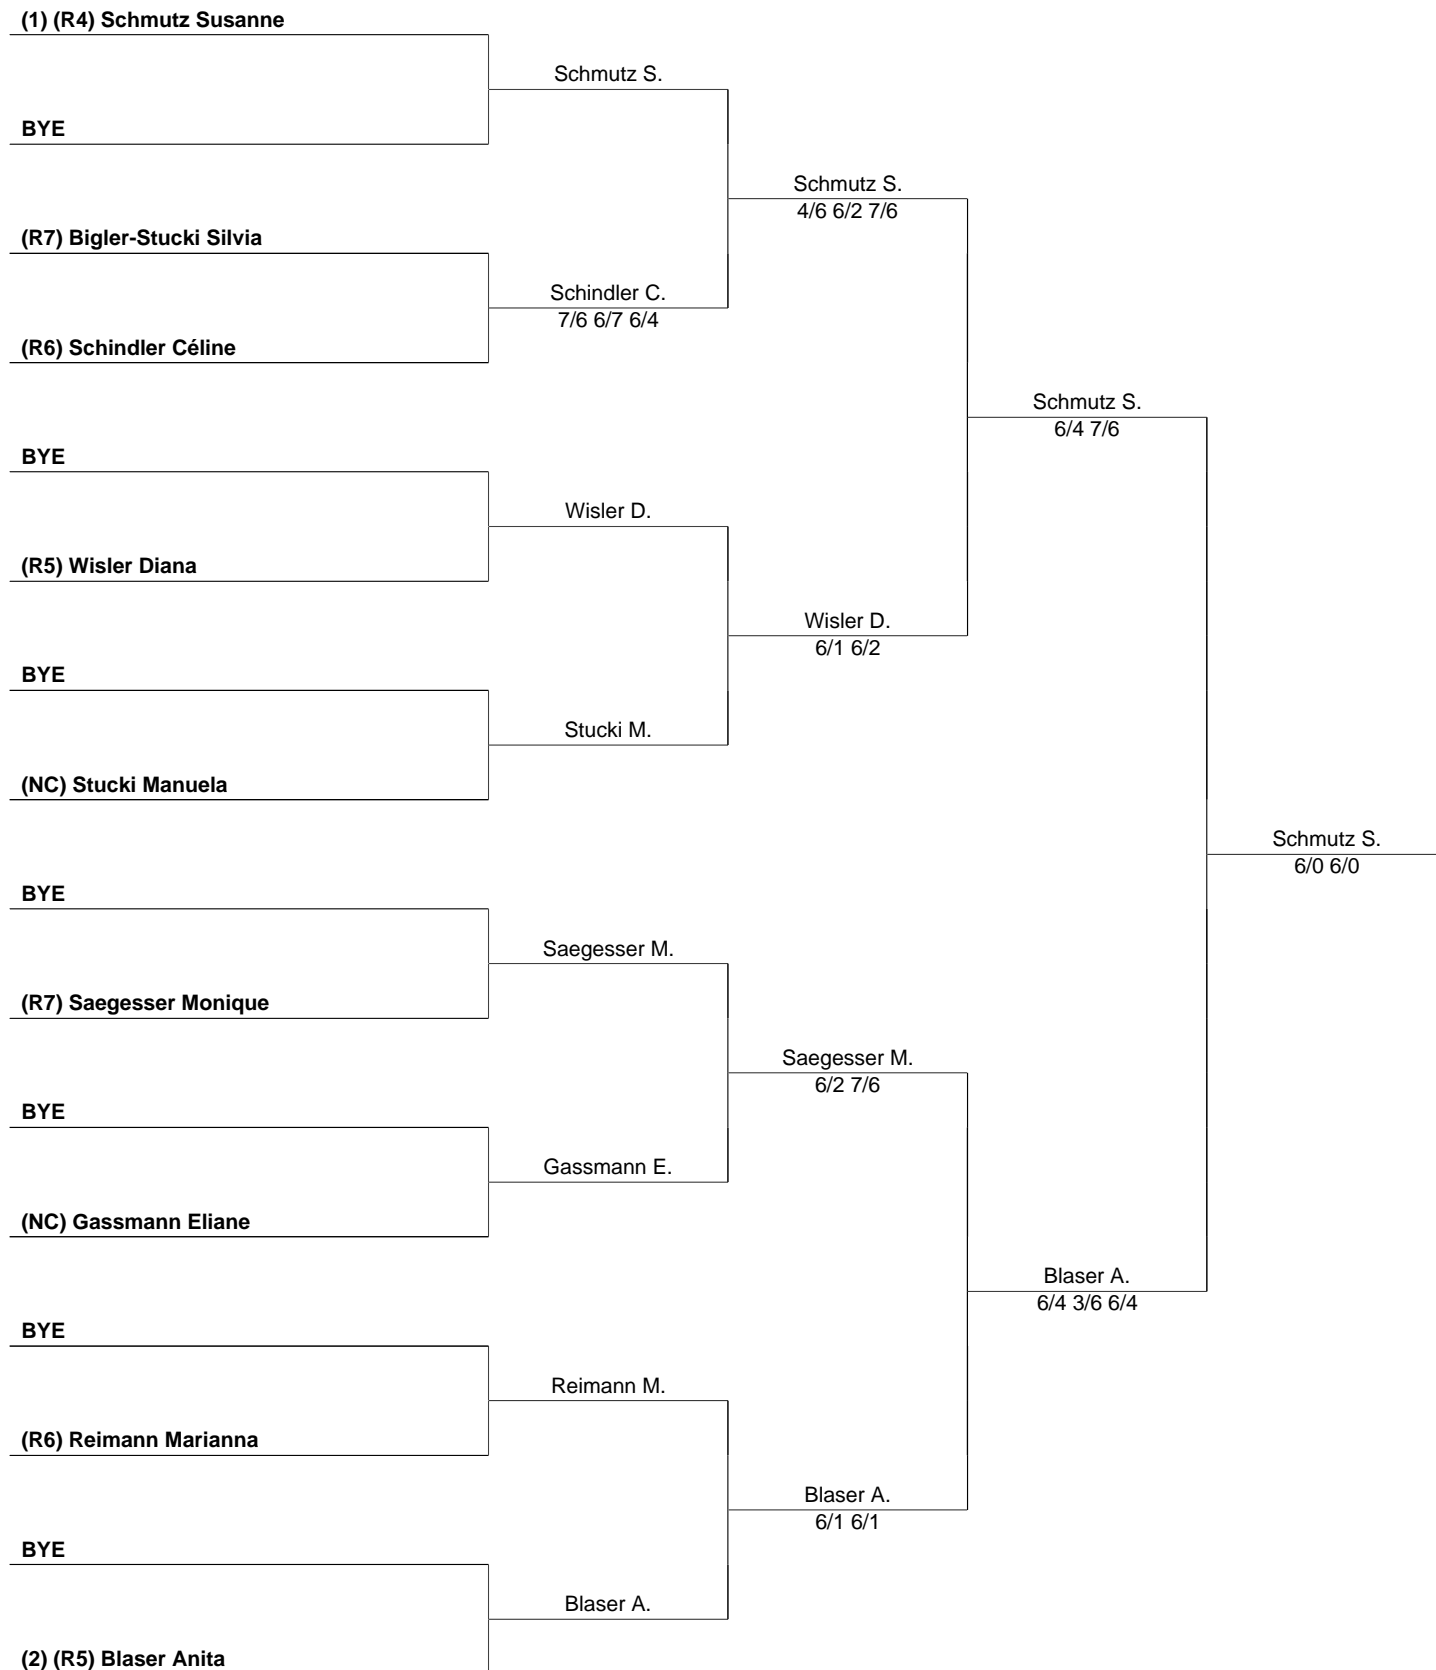 (1) (R4) Schmutz Susanne
Schmutz S.
BYE
Schmutz S.
4/6 6/2 7/6
(R7) Bigler-Stucki Silvia
Schindler C.
7/6 6/7 6/4
(R6) Schindler Céline
Schmutz S.
6/4 7/6
BYE
Wisler D.
(R5) Wisler Diana
Wisler D.
6/1 6/2
BYE
Stucki M.
(NC) Stucki Manuela
Schmutz S.
6/0 6/0
BYE
Saegesser M.
(R7) Saegesser Monique
Saegesser M.
6/2 7/6
BYE
Gassmann E.
(NC) Gassmann Eliane
Blaser A.
6/4 3/6 6/4
BYE
Reimann M.
(R6) Reimann Marianna
Blaser A.
6/1 6/1
BYE
Blaser A.
(2) (R5) Blaser Anita